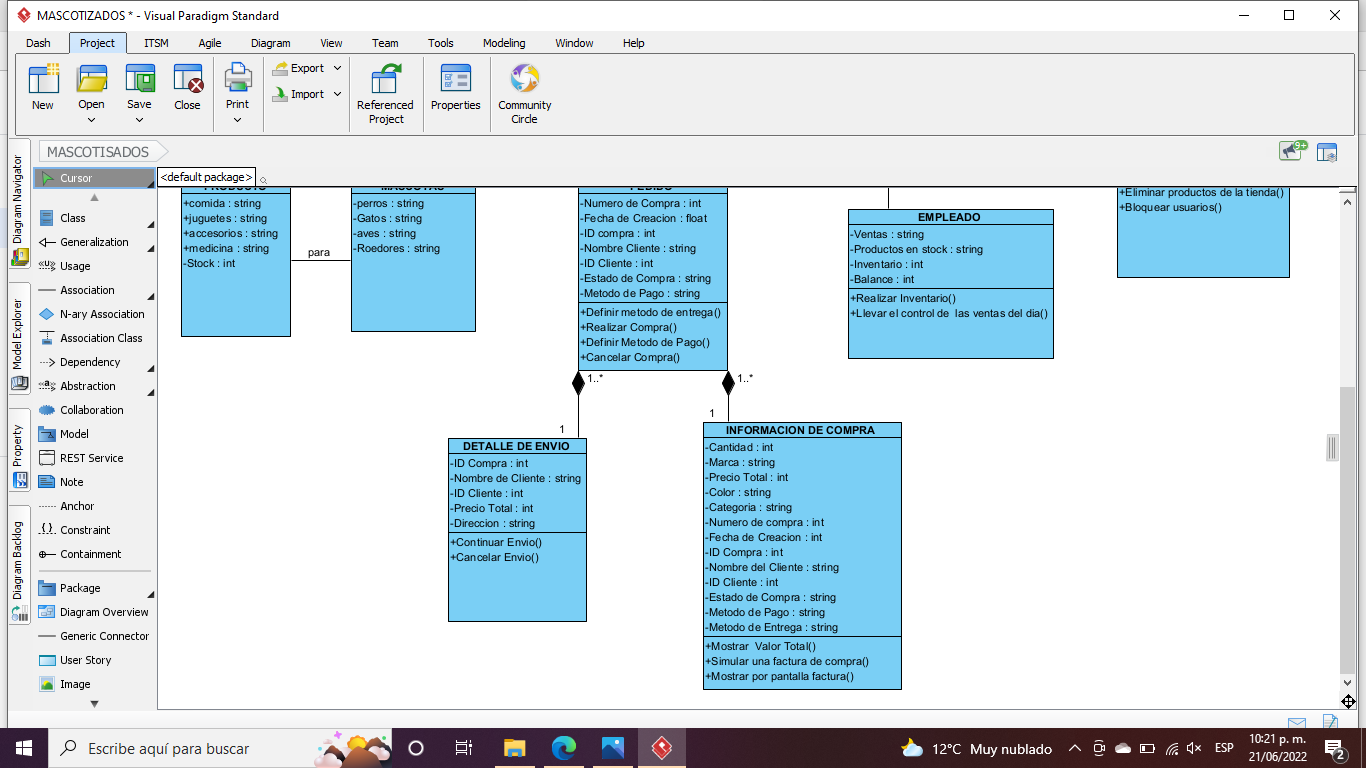 MASCOTIZADOS * - Visual Paradigm Standard
Dash Project ITSM Agile Diagram View Team Tools Modeling Window Help
New
Open
Save
Close
Print
Export
Import
Referenced
Project
Properties
Community
Circle
MASCOTISADOS
9+
Diagram Navigator
Model Explorer
Property
Diagram Backlog
Cursor
Class
Generalization
Usage
Association
N-ary Association
Association Class
Dependency
Abstraction
Collaboration
Model
REST Service
Note
Anchor
Constraint
Containment
Package
Diagram Overview
Generic Connector
User Story
Image
<default package>
PRODUCTO
+comida : string
+juguetes : string
+accesorios : string
+medicina : string
-Stock : int
para
MASCOTAS
-perros : string
-Gatos : string
-aves : string
-Roedores : string
PEDIDO
-Numero de Compra : int
-Fecha de Creacion : float
-ID compra : int
-Nombre Cliente : string
-ID Cliente : int
-Estado de Compra : string
-Metodo de Pago : string
+Definir metodo de entrega()
+Realizar Compra()
+Definir Metodo de Pago()
+Cancelar Compra()
1..*
1..*
1
1
EMPLEADO
-Ventas : string
-Productos en stock : string
-Inventario : int
-Balance : int
+Realizar Inventario()
+Llevar el control de las ventas del dia()
+Eliminar productos de la tienda()
+Bloquear usuarios()
DETALLE DE ENVIO
-ID Compra : int
-Nombre de Cliente : string
-ID Cliente : int
-Precio Total : int
-Direccion : string
+Continuar Envio()
+Cancelar Envio()
INFORMACION DE COMPRA
-Cantidad : int
-Marca : string
-Precio Total : int
-Color : string
-Categoria : string
-Numero de compra : int
-Fecha de Creacion : int
-ID Compra : int
-Nombre del Cliente : string
-ID Cliente : int
-Estado de Compra : string
-Metodo de Pago : string
-Metodo de Entrega : string
+Mostrar Valor Total()
+Simular una factura de compra()
+Mostrar por pantalla factura()
Escribe aquí para buscar
12°C Muy nublado
ESP
10:21 p. m.
21/06/2022
2